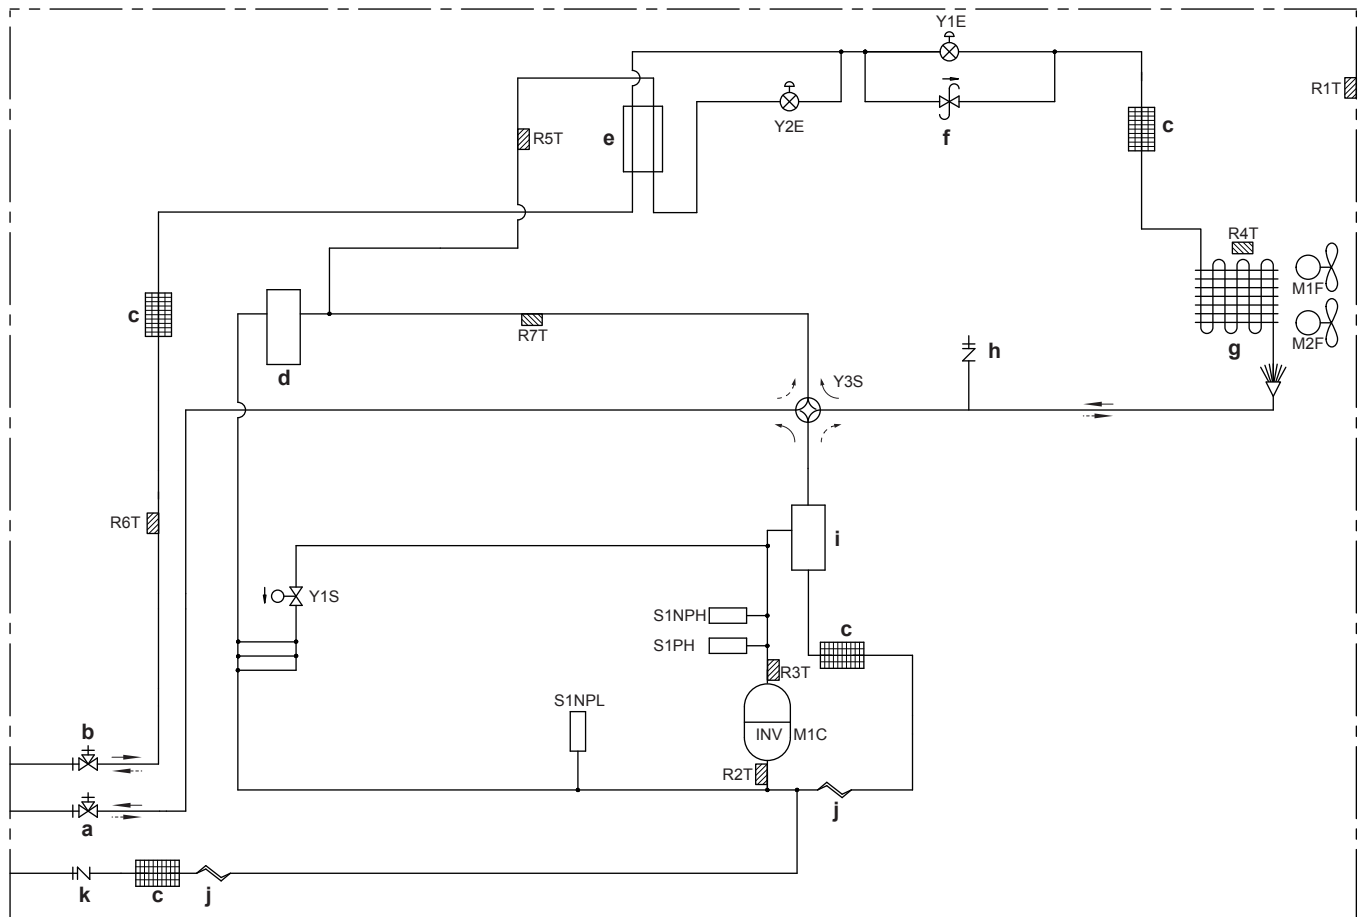 Y1E
R1T
Y2E
f
c
e
R5T
R4T
M1F
M2F
g
c
R7T
d
h
Y3S
R6T
i
Y1S
S1NPH
S1PH
c
R3T
S1NPL
INV
M1C
b
R2T
a
j
k
c
j